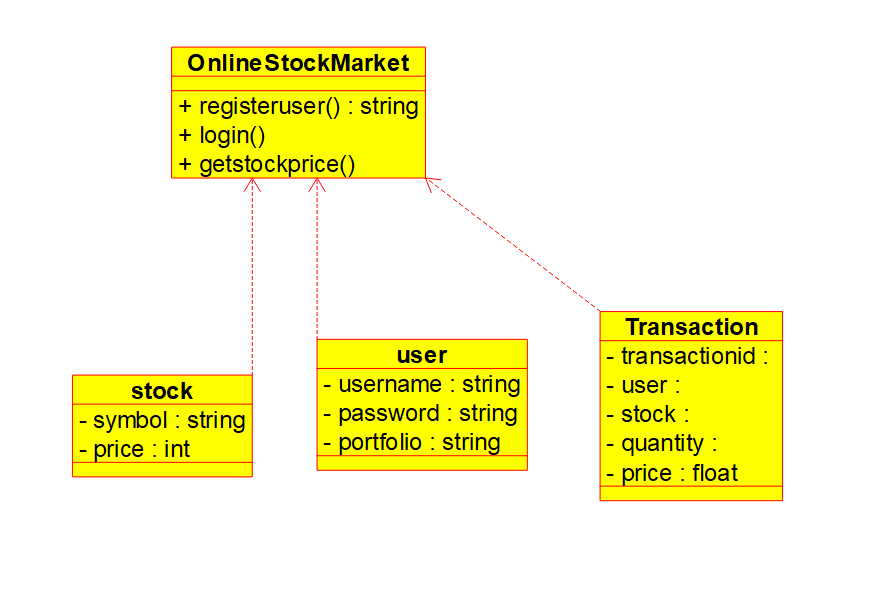 OnlineStockMarket
+ registeruser() : string
+ login()
+ getstockprice()
stock
- symbol : string
- price : int
user
- username : string
- password : string
- portfolio : string
Transaction
- transactionid :
- user :
- stock :
- quantity :
- price : float